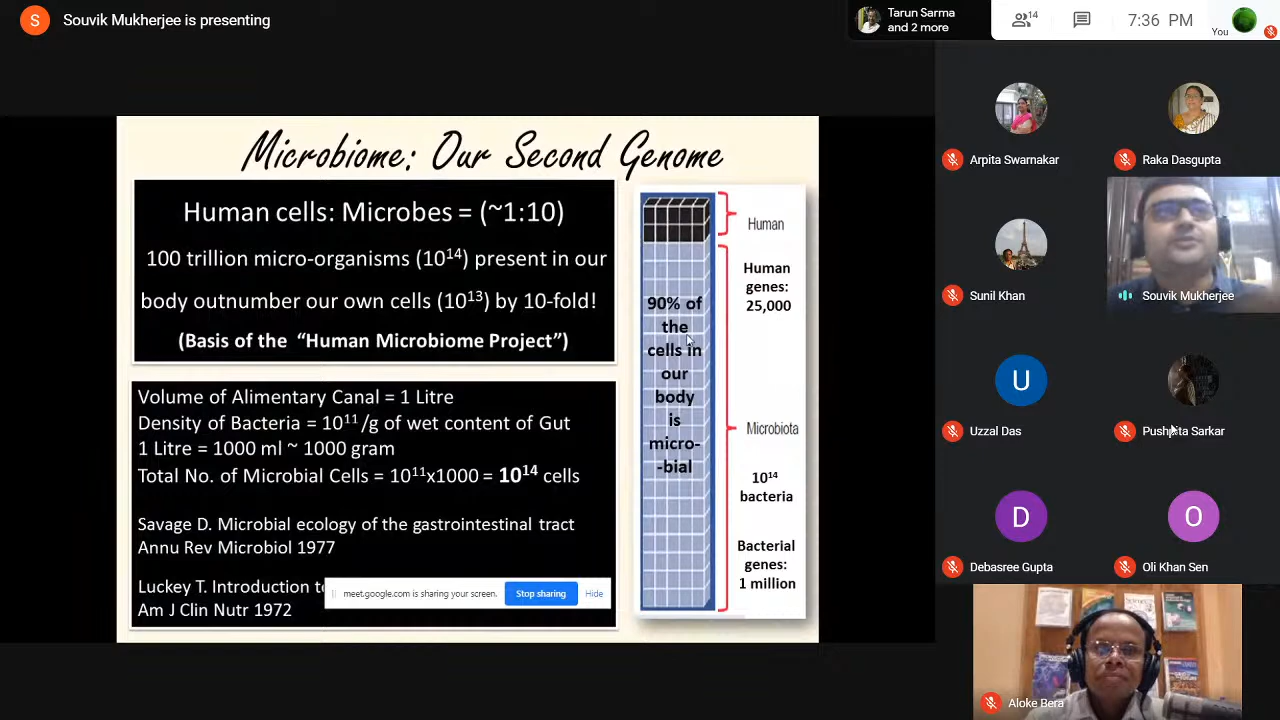 S
Souvik Mukherjee is presenting
Tarun Sarma
and 2 more
14
7:36 PM
You
Microbiome: Our Second Genome
Human cells: Microbes = (~1:10)
100 trillion micro-organisms (10¹⁴) present in our
body outnumber our own cells (10¹³) by 10-fold!
(Basis of the “Human Microbiome Project”)
Volume of Alimentary Canal = 1 Litre
Density of Bacteria = 10¹¹/g of wet content of Gut
1 Litre = 1000 ml ~ 1000 gram
Total No. of Microbial Cells = 10¹¹x1000 = 10¹⁴ cells
Savage D. Microbial ecology of the gastrointestinal tract
Annu Rev Microbiol 1977
Luckey T. Introduction to
Am J Clin Nutr 1972
meet.google.com is sharing your screen.
Stop sharing
Hide
90% of
the
cells in
our
body
is
micro-
-bial
Human
Human
genes:
25,000
Microbiota
10¹⁴
bacteria
Bacterial
genes:
1 million
Arpita Swarnakar
Raka Dasgupta
Sunil Khan
Souvik Mukherjee
U
Uzzal Das
Pushpita Sarkar
D
Debasree Gupta
O
Oli Khan Sen
Aloke Bera